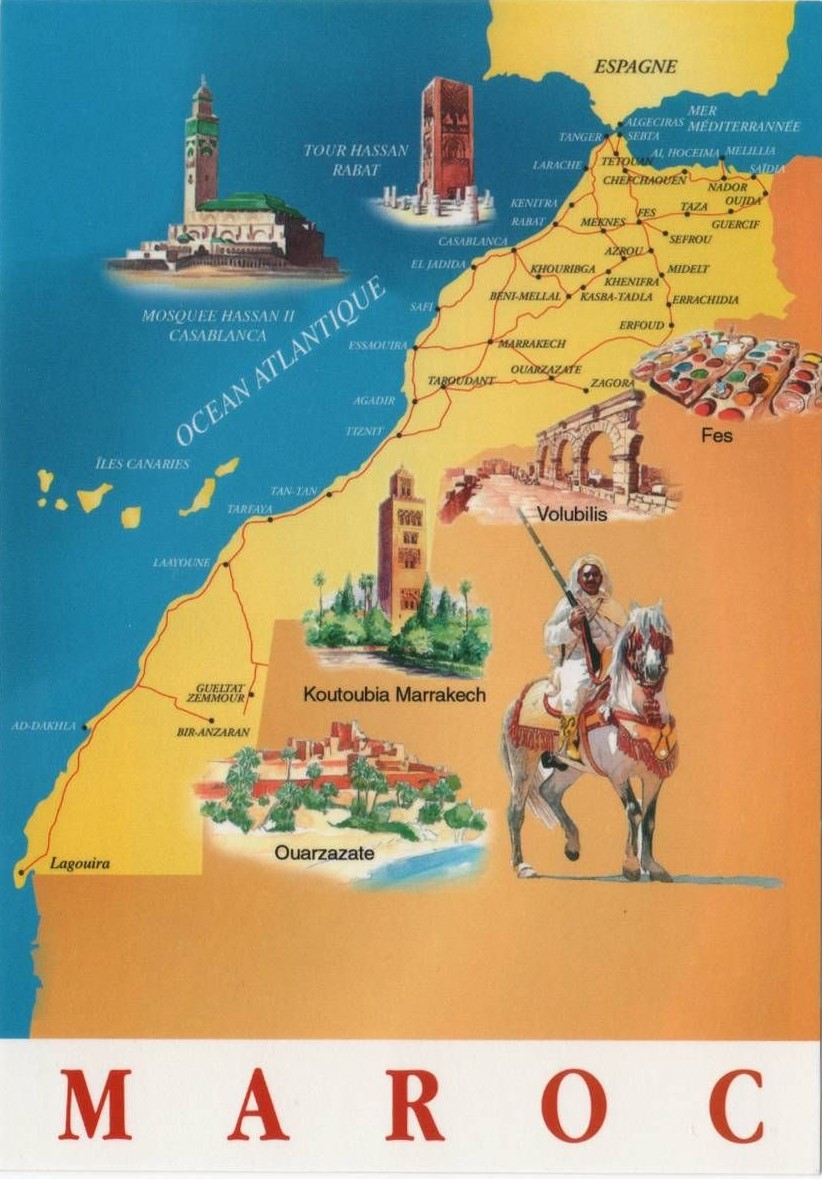 ESPAGNE
ALGECIRAS
MER
MÉDITERRANNÉE
TANGER
SEBTA
TOUR HASSAN
RABAT
LARACHE
TETOUAN
AL HOCEIMA
MELILLIA
CHEFCHAOUEN
SAÏDIA
NADOR
KENITRA
TAZA
OUJDA
RABAT
MEKNES
FES
GUERCIF
CASABLANCA
AZROU
SEFROU
EL JADIDA
KHOURIBGA
MIDELT
KHENIFRA
BÉNI-MELLAL
KASBA-TADLA
ERRACHIDIA
SAFI
MOSQUEE HASSAN II
CASABLANCA
OCEAN ATLANTIQUE
ERFOUD
ESSAOUIRA
MARRAKECH
OUARZAZATE
TAROUDANT
ZAGORA
AGADIR
TIZNIT
Fes
ÎLES CANARIES
TAN-TAN
TARFAYA
Volubilis
LAAYOUNE
GUELTAT
ZEMMOUR
Koutoubia Marrakech
AD-DAKHLA
BIR-ANZARAN
Ouarzazate
Lagouira
MAROC